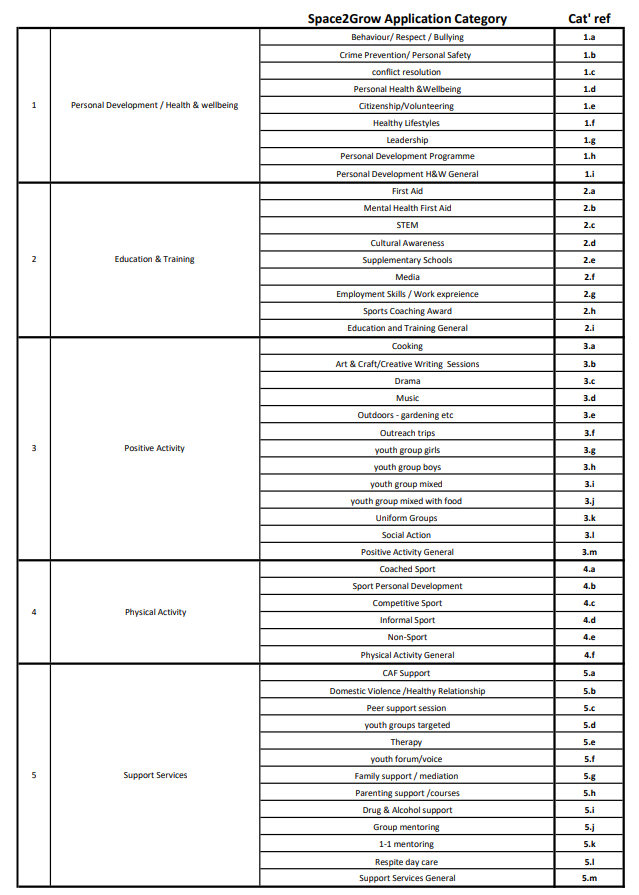 Space2Grow Application Category Cat' ref
1 Personal Development / Health & wellbeing
Behaviour/ Respect / Bullying 1.a
Crime Prevention/ Personal Safety 1.b
conflict resolution 1.c
Personal Health &Wellbeing 1.d
Citizenship/Volunteering 1.e
Healthy Lifestyles 1.f
Leadership 1.g
Personal Development Programme 1.h
Personal Development H&W General 1.i
2 Education & Training
First Aid 2.a
Mental Health First Aid 2.b
STEM 2.c
Cultural Awareness 2.d
Supplementary Schools 2.e
Media 2.f
Employment Skills / Work expreience 2.g
Sports Coaching Award 2.h
Education and Training General 2.i
3 Positive Activity
Cooking 3.a
Art & Craft/Creative Writing Sessions 3.b
Drama 3.c
Music 3.d
Outdoors - gardening etc 3.e
Outreach trips 3.f
youth group girls 3.g
youth group boys 3.h
youth group mixed 3.i
youth group mixed with food 3.j
Uniform Groups 3.k
Social Action 3.l
Positive Activity General 3.m
4 Physical Activity
Coached Sport 4.a
Sport Personal Development 4.b
Competitive Sport 4.c
Informal Sport 4.d
Non-Sport 4.e
Physical Activity General 4.f
5 Support Services
CAF Support 5.a
Domestic Violence /Healthy Relationship 5.b
Peer support session 5.c
youth groups targeted 5.d
Therapy 5.e
youth forum/voice 5.f
Family support / mediation 5.g
Parenting support /courses 5.h
Drug & Alcohol support 5.i
Group mentoring 5.j
1-1 mentoring 5.k
Respite day care 5.l
Support Services General 5.m